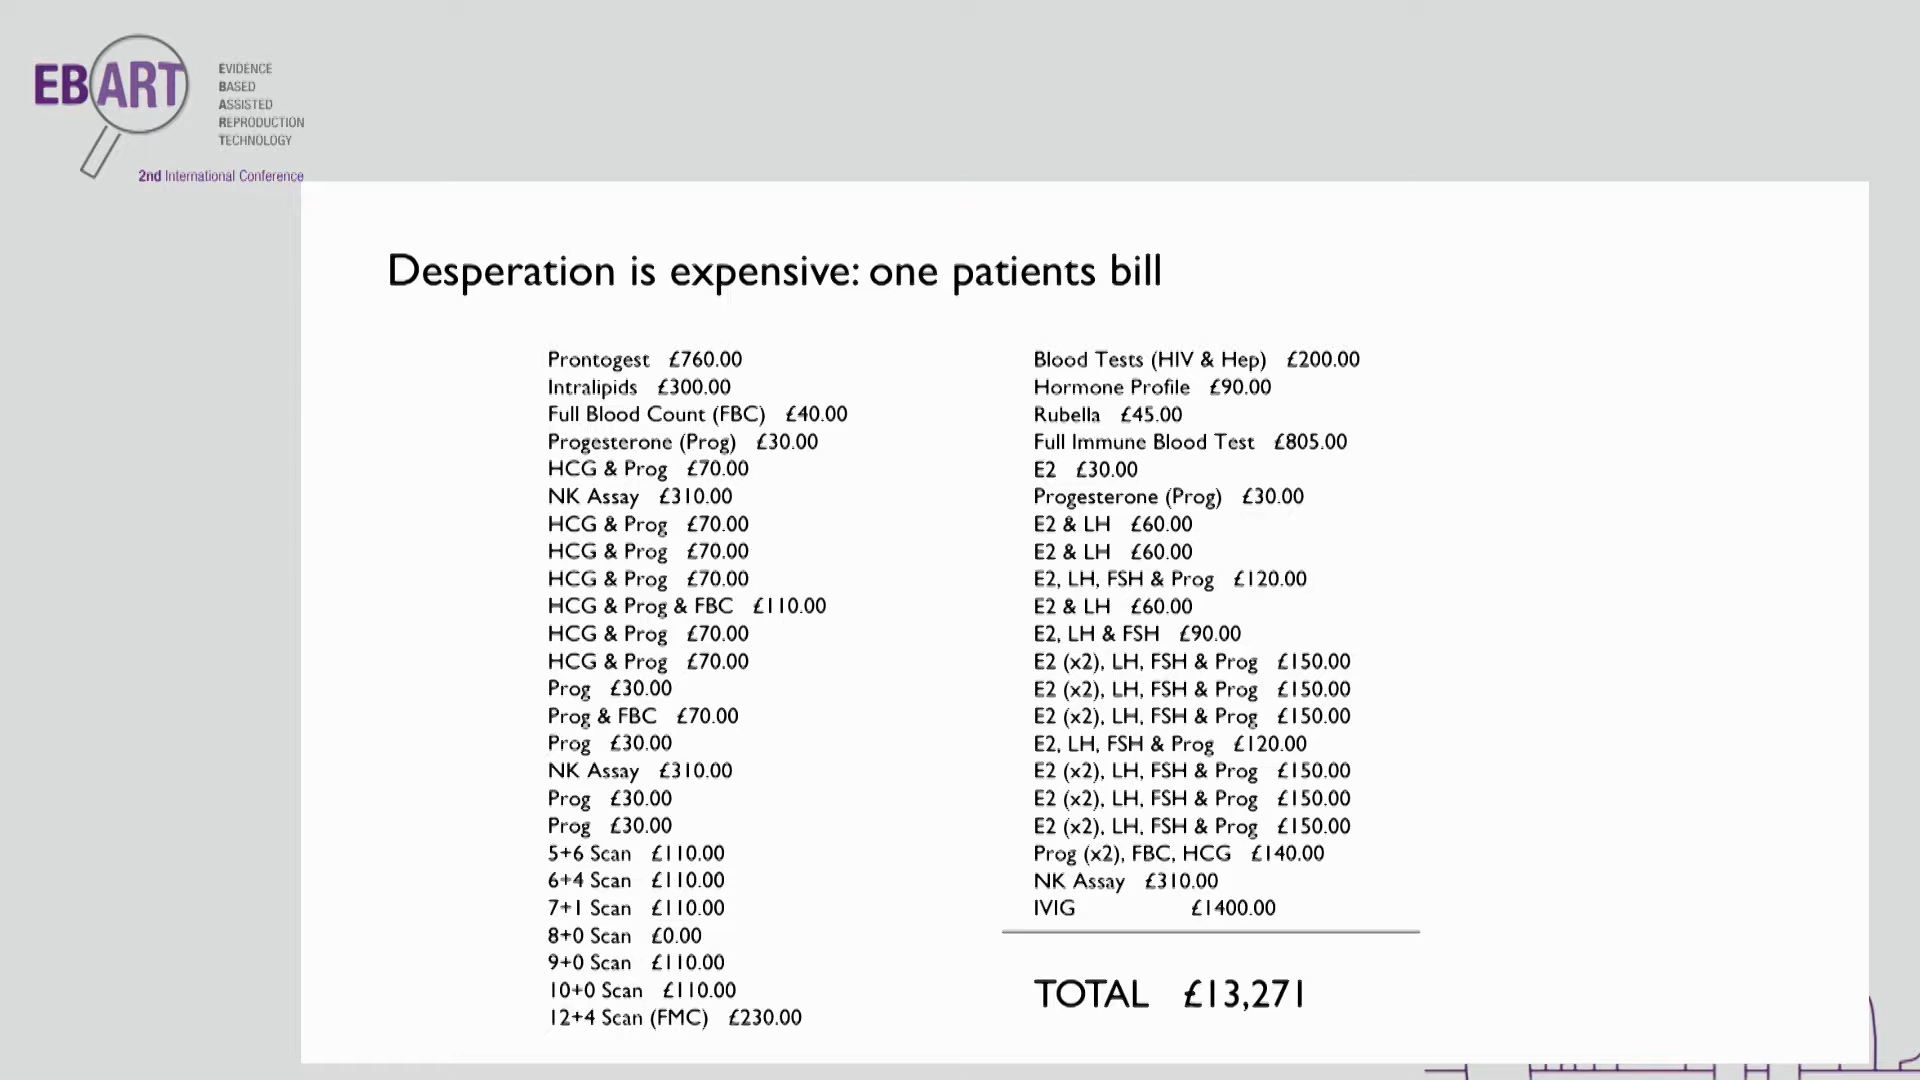 EBART
EVIDENCE
BASED
ASSISTED
REPRODUCTION
TECHNOLOGY
2nd International Conference
Desperation is expensive: one patients bill
Prontogest £760.00
Intralipids £300.00
Full Blood Count (FBC) £40.00
Progesterone (Prog) £30.00
HCG & Prog £70.00
NK Assay £310.00
HCG & Prog £70.00
HCG & Prog £70.00
HCG & Prog £70.00
HCG & Prog & FBC £110.00
HCG & Prog £70.00
HCG & Prog £70.00
Prog £30.00
Prog & FBC £70.00
Prog £30.00
NK Assay £310.00
Prog £30.00
Prog £30.00
5+6 Scan £110.00
6+4 Scan £110.00
7+1 Scan £110.00
8+0 Scan £0.00
9+0 Scan £110.00
10+0 Scan £110.00
12+4 Scan (FMC) £230.00
Blood Tests (HIV & Hep) £200.00
Hormone Profile £90.00
Rubella £45.00
Full Immune Blood Test £805.00
E2 £30.00
Progesterone (Prog) £30.00
E2 & LH £60.00
E2 & LH £60.00
E2, LH, FSH & Prog £120.00
E2 & LH £60.00
E2, LH & FSH £90.00
E2 (x2), LH, FSH & Prog £150.00
E2 (x2), LH, FSH & Prog £150.00
E2 (x2), LH, FSH & Prog £150.00
E2, LH, FSH & Prog £120.00
E2 (x2), LH, FSH & Prog £150.00
E2 (x2), LH, FSH & Prog £150.00
E2 (x2), LH, FSH & Prog £150.00
Prog (x2), FBC, HCG £140.00
NK Assay £310.00
IVIG £1400.00
TOTAL £13,271